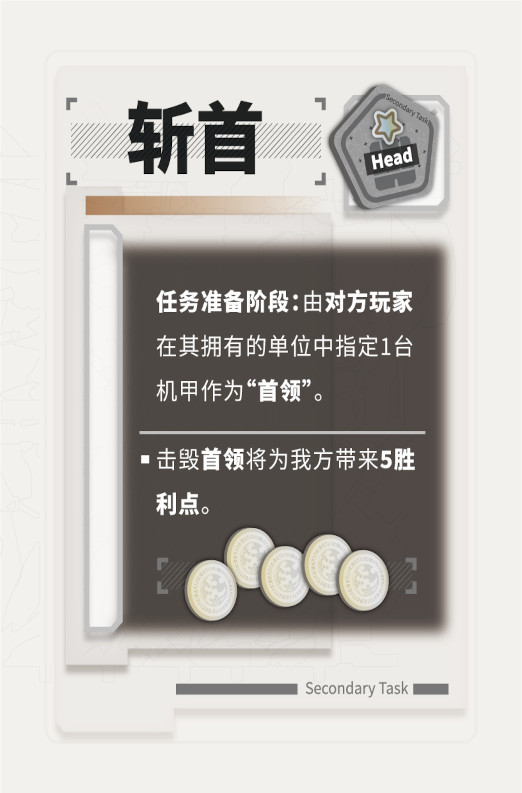 斩首
Secondary Task
Head
任务准备阶段：由对方玩家
在其拥有的单位中指定1台
机甲作为“首领”。
▪ 击毁首领将为我方带来5胜
利点。
Secondary Task